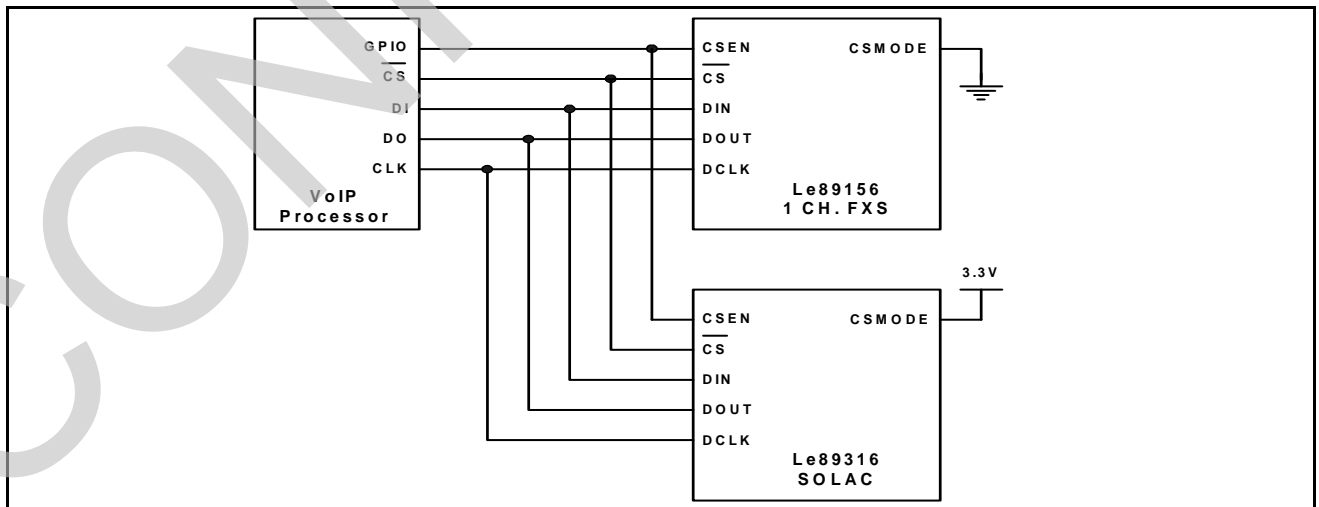 GPIO
CS
DI
DO
CLK
VoIP
Processor
CSEN
CS
DIN
DOUT
DCLK
CSMODE
Le89156
1 CH. FXS
3.3V
CSEN
CS
DIN
DOUT
DCLK
CSMODE
Le89316
SOLAC
CON